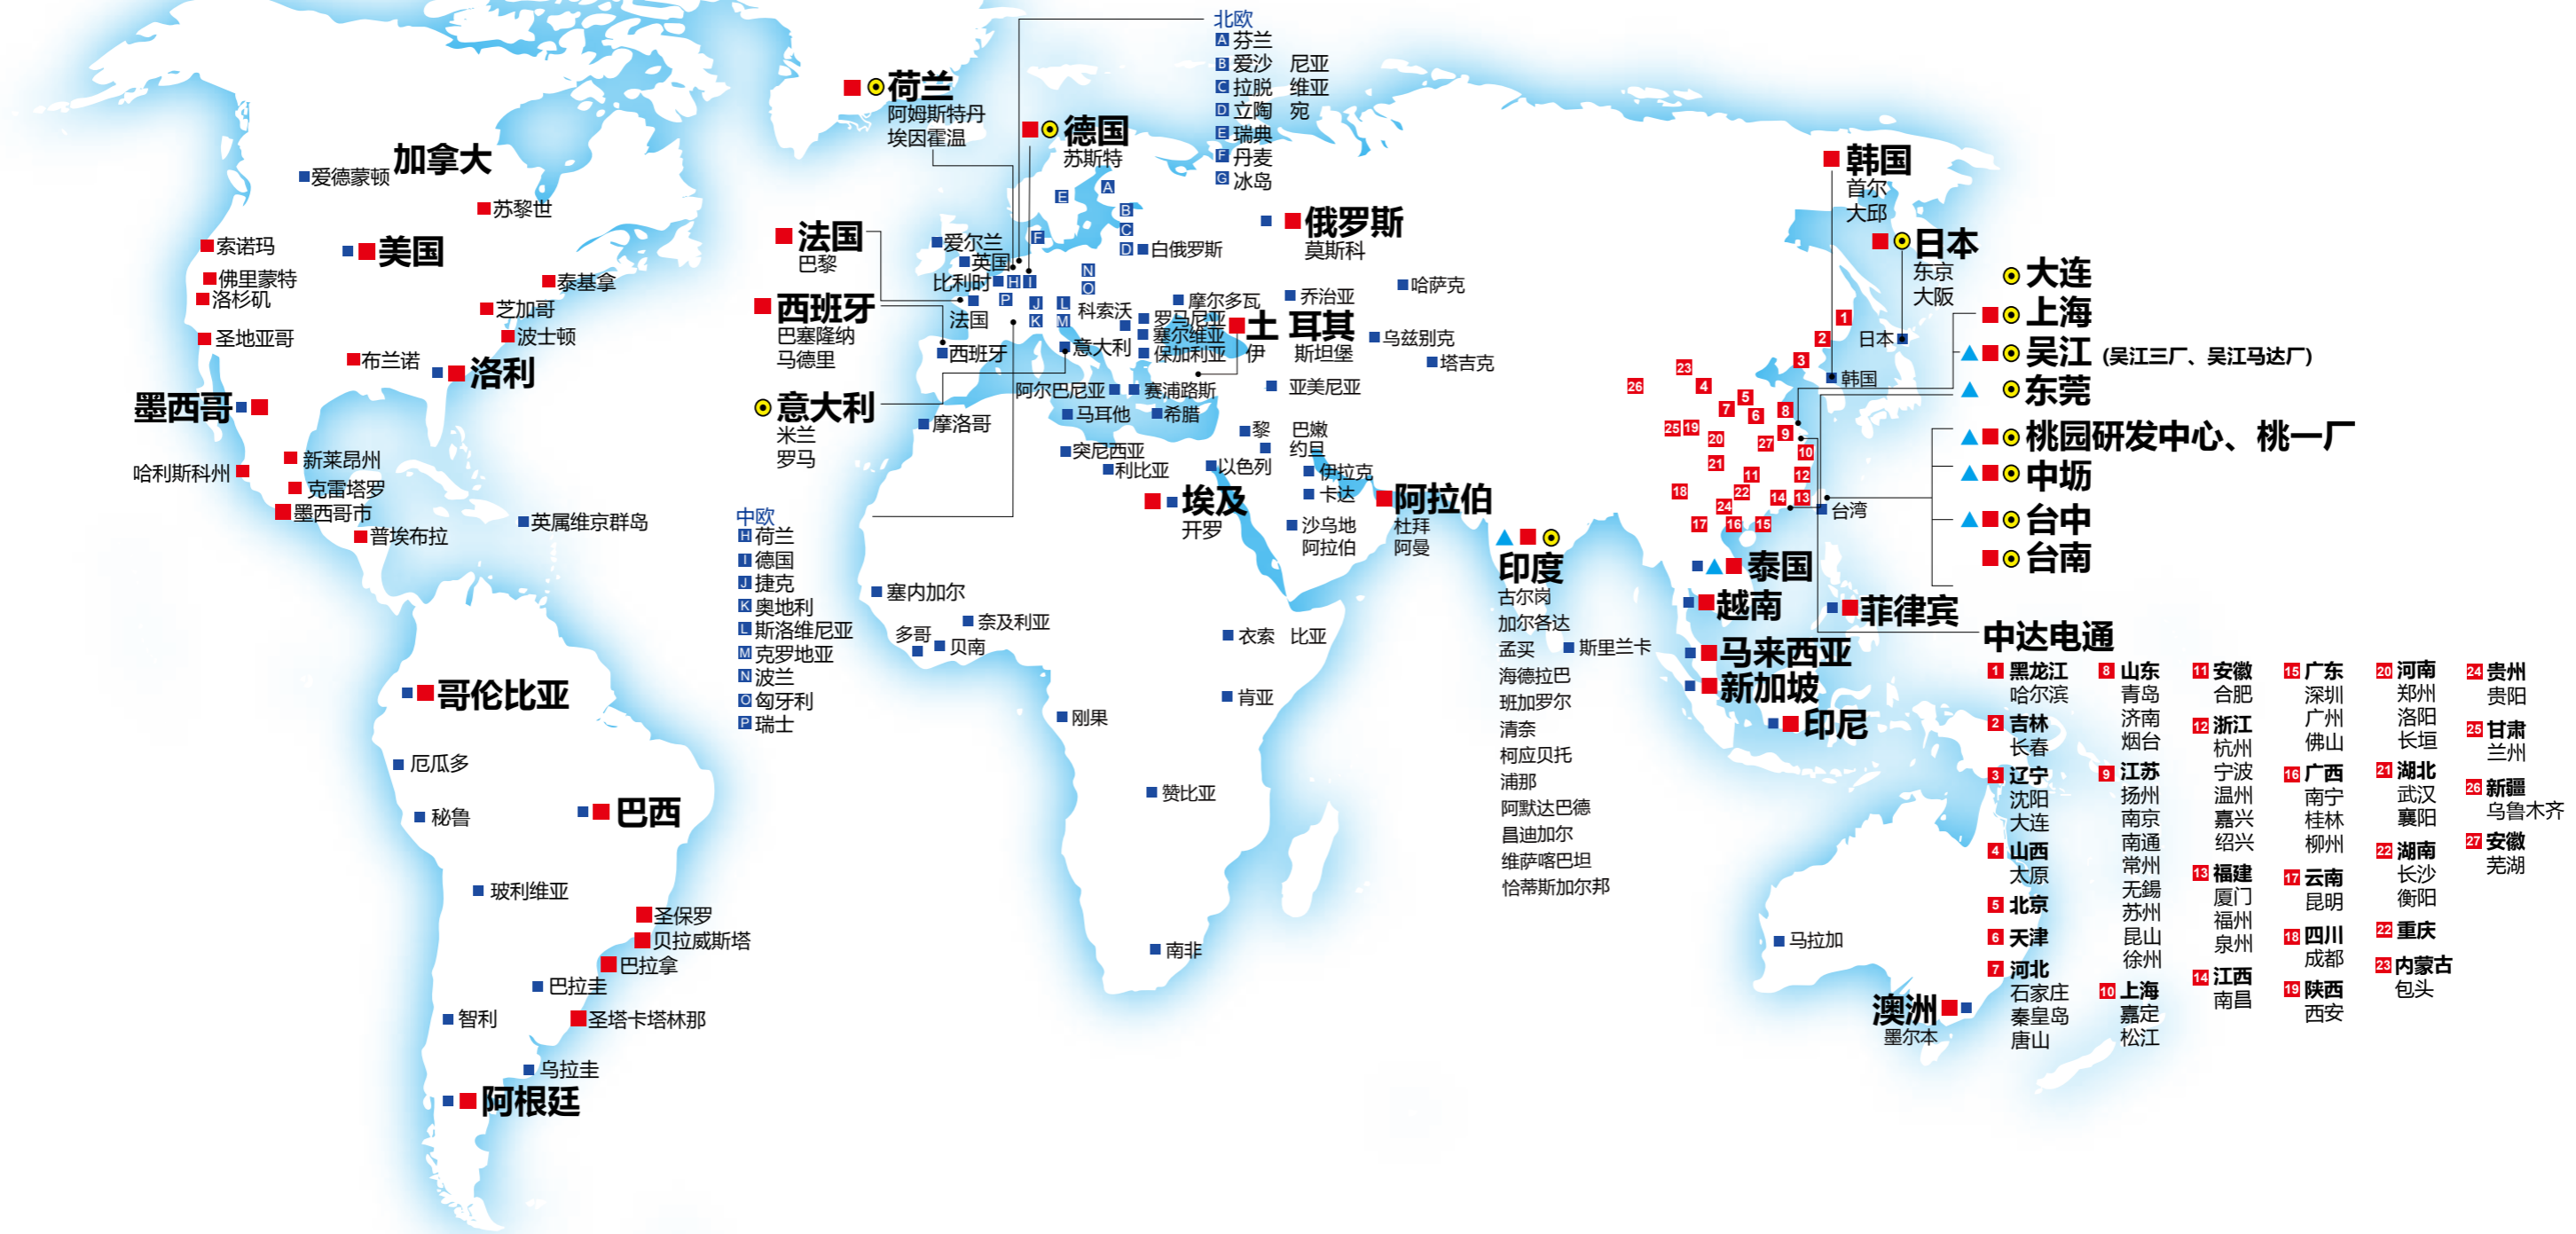 加拿大
爱德蒙顿
苏黎世
索诺玛
美国
佛里蒙特
洛杉矶
泰基拿
芝加哥
圣地亚哥
波士顿
布兰诺
洛利
墨西哥
哈利斯科州
新莱昂州
克雷塔罗
墨西哥市
普埃布拉
英属维京群岛
哥伦比亚
厄瓜多
秘鲁
巴西
玻利维亚
圣保罗
贝拉威斯塔
巴拉拿
巴拉圭
智利
圣塔卡塔林那
乌拉圭
阿根廷
荷兰
阿姆斯特丹
埃因霍温
德国
苏斯特
法国
巴黎
西班牙
巴塞隆纳
马德里
意大利
米兰
罗马
北欧
A 芬兰
B 爱沙 尼亚
C 拉脱 维亚
D 立陶 宛
E 瑞典
F 丹麦
G 冰岛
A
E
B
C
D 白俄罗斯
F
爱尔兰
英国
比利时 H I
N
O
P
J L
K M
法国
科索沃
摩尔多瓦
罗马尼亚
塞尔维亚
保加利亚
西班牙
意大利
阿尔巴尼亚
赛浦路斯
马耳他
希腊
摩洛哥
突尼西亚
利比亚
俄罗斯
莫斯科
乔治亚
哈萨克
土 耳其
伊 斯坦堡
乌兹别克
塔吉克
亚美尼亚
黎 巴嫩
约旦
以色列
伊拉克
卡达
沙乌地
阿拉伯
阿拉伯
杜拜
阿曼
埃及
开罗
中欧
H 荷兰
I 德国
J 捷克
K 奥地利
L 斯洛维尼亚
M 克罗地亚
N 波兰
O 匈牙利
P 瑞士
塞内加尔
奈及利亚
多哥
贝南
衣索 比亚
刚果
肯亚
赞比亚
南非
印度
古尔岗
加尔各达
孟买
海德拉巴
班加罗尔
清奈
柯应贝托
浦那
阿默达巴德
昌迪加尔
维萨喀巴坦
恰蒂斯加尔邦
斯里兰卡
韩国
首尔
大邱
日本
东京
大阪
日本
韩国
台湾
1
2
3
23
26
4
5
7
6
8
25
19
20
27
9
10
21
11
12
18
22
14
13
24
17
16
15
泰国
越南
菲律宾
马来西亚
新加坡
印尼
马拉加
澳洲
墨尔本
大连
上海
吴江 (吴江三厂、吴江马达厂)
东莞
桃园研发中心、桃一厂
中坜
台中
台南
中达电通
1 黑龙江
哈尔滨
2 吉林
长春
3 辽宁
沈阳
大连
4 山西
太原
5 北京
6 天津
7 河北
石家庄
秦皇岛
唐山
8 山东
青岛
济南
烟台
9 江苏
扬州
南京
南通
常州
无錫
苏州
昆山
徐州
10 上海
嘉定
松江
11 安徽
合肥
12 浙江
杭州
宁波
温州
嘉兴
绍兴
13 福建
厦门
福州
泉州
14 江西
南昌
15 广东
深圳
广州
佛山
16 广西
南宁
桂林
柳州
17 云南
昆明
18 四川
成都
19 陕西
西安
20 河南
郑州
洛阳
长垣
21 湖北
武汉
襄阳
22 湖南
长沙
衡阳
22 重庆
23 内蒙古
包头
24 贵州
贵阳
25 甘肃
兰州
26 新疆
乌鲁木齐
27 安徽
芜湖